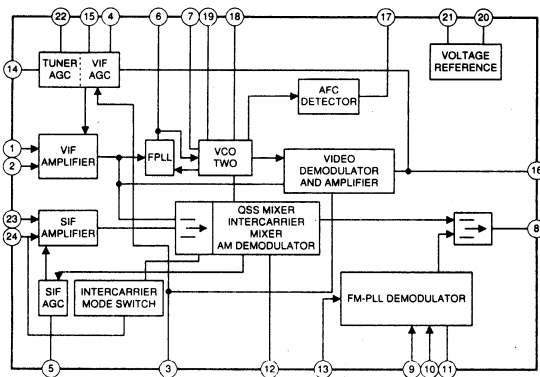 22 15 4 6 7 19 18 17 21 20
14
TUNER AGC
VIF AGC
VOLTAGE
REFERENCE
AFC
DETECTOR
1
2
VIF
AMPLIFIER
FPLL
VCO
TWO
VIDEO
DEMODULATOR
AND AMPLIFIER
16
23
24
SIF
AMPLIFIER
QSS MIXER
INTERCARRIER
MIXER
AM DEMODULATOR
8
SIF
AGC
INTERCARRIER
MODE SWITCH
FM-PLL DEMODULATOR
5 3 12 13 9 10 11